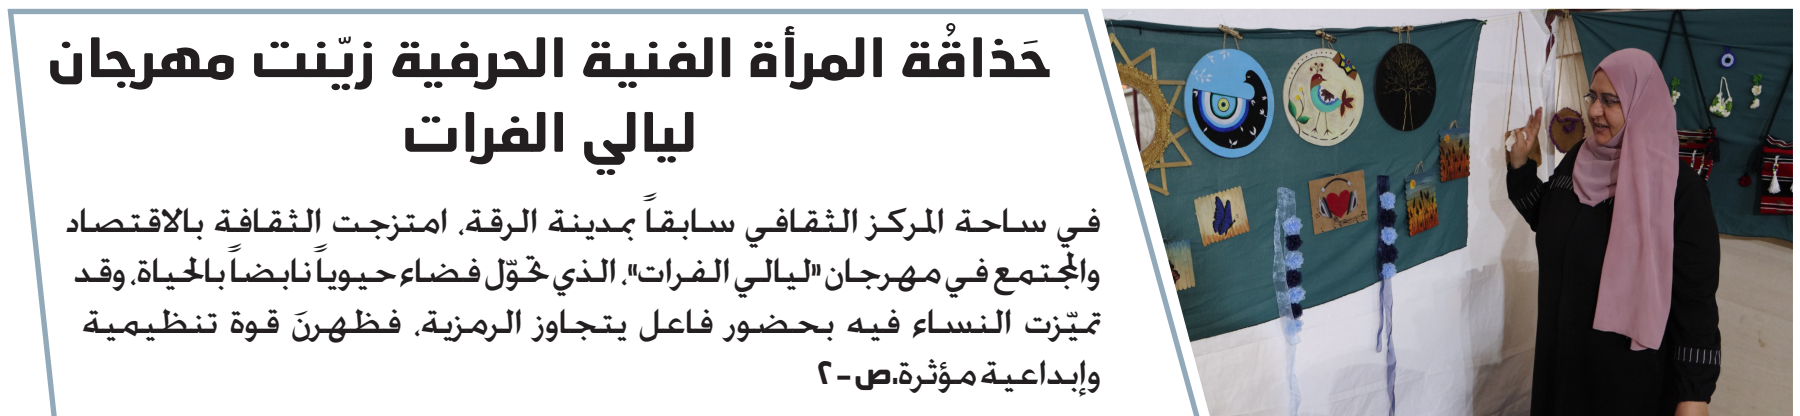 حَذاقُة المرأة الفنية الحرفية زيّنت مهرجان
ليالي الفرات
في ساحة المركز الثقافي سابقاً بمدينة الرقة، امتزجت الثقافة بالاقتصاد
والمجتمع في مهرجان "ليالي الفرات"، الذي تحوّل فضاء حيوياً نابضاً بالحياة، وقد
تميّزت النساء فيه بحضور فاعل يتجاوز الرمزية، فظهرنَ قوة تنظيمية
وإبداعية مؤثرة.ص-٢